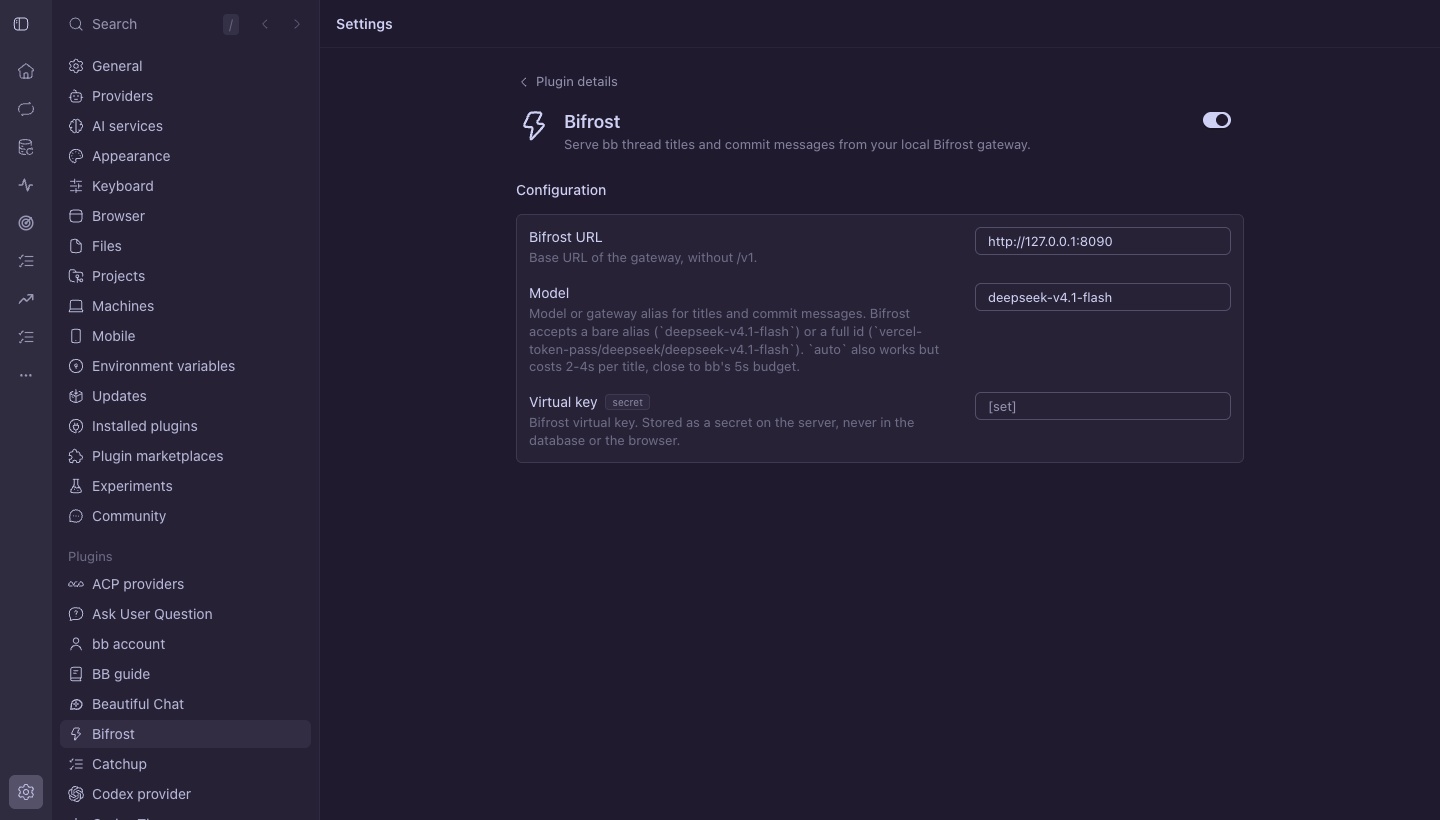 Search
/
General
Providers
AI services
Appearance
Keyboard
Browser
Files
Projects
Machines
Mobile
Environment variables
Updates
Installed plugins
Plugin marketplaces
Experiments
Community
Plugins
ACP providers
Ask User Question
bb account
BB guide
Beautiful Chat
Bifrost
Catchup
Codex provider
Settings
Plugin details
Bifrost
Serve bb thread titles and commit messages from your local Bifrost gateway.
Configuration
Bifrost URL
Base URL of the gateway, without /v1.
http://127.0.0.1:8090
Model
Model or gateway alias for titles and commit messages. Bifrost
accepts a bare alias (`deepseek-v4.1-flash`) or a full id (`vercel-
token-pass/deepseek/deepseek-v4.1-flash`). `auto` also works but
costs 2-4s per title, close to bb's 5s budget.
deepseek-v4.1-flash
Virtual key secret
Bifrost virtual key. Stored as a secret on the server, never in the
database or the browser.
[set]